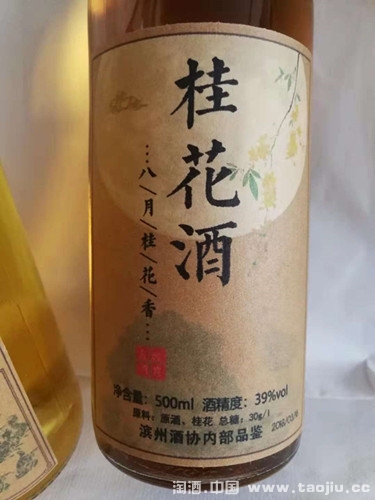 桂花酒
…八/月/桂/花/香…
净含量：500ml 酒精度：39%vol
原料：原酒、桂花 总糖：30g/l
滨州酒协内部品鉴
淘酒 中国 - www.taojiu.cc